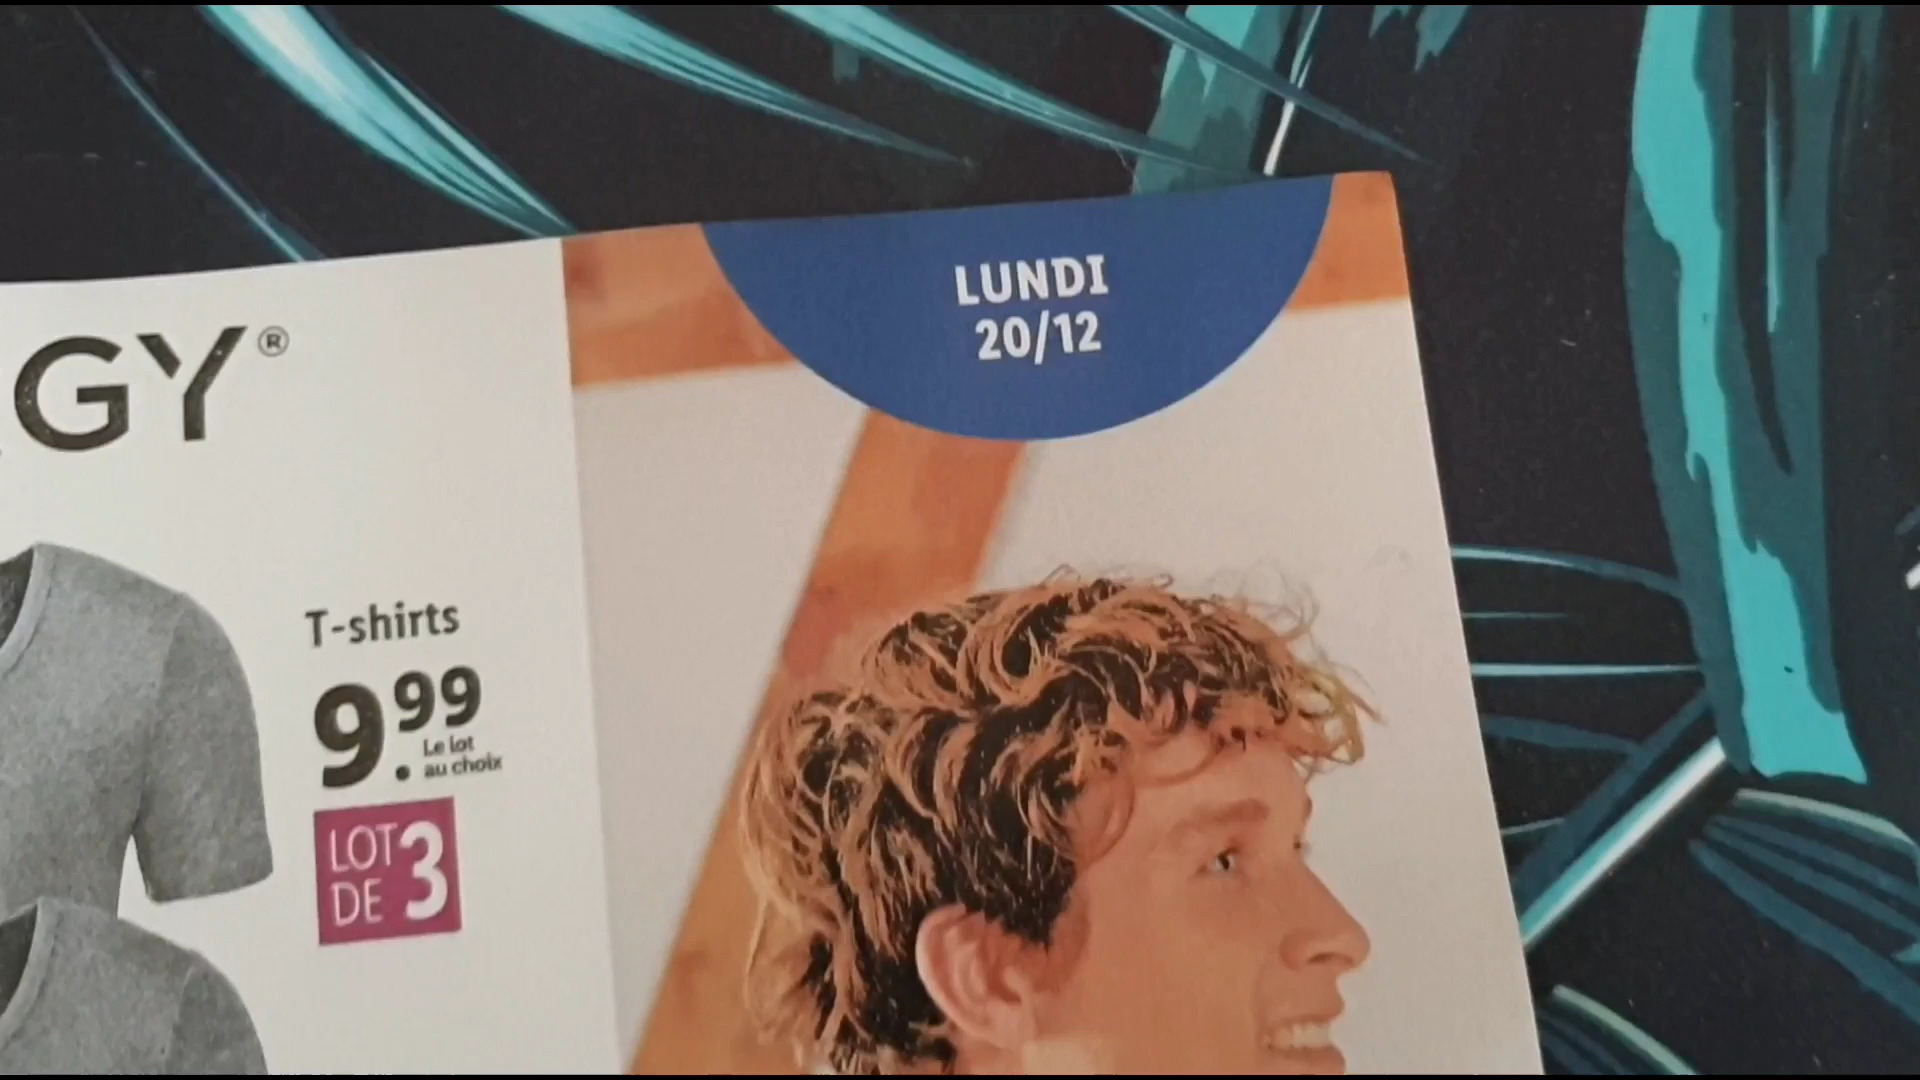 LUNDI
20/12
GY®
T-shirts
9.99
Le lot
au choix
LOT
DE 3